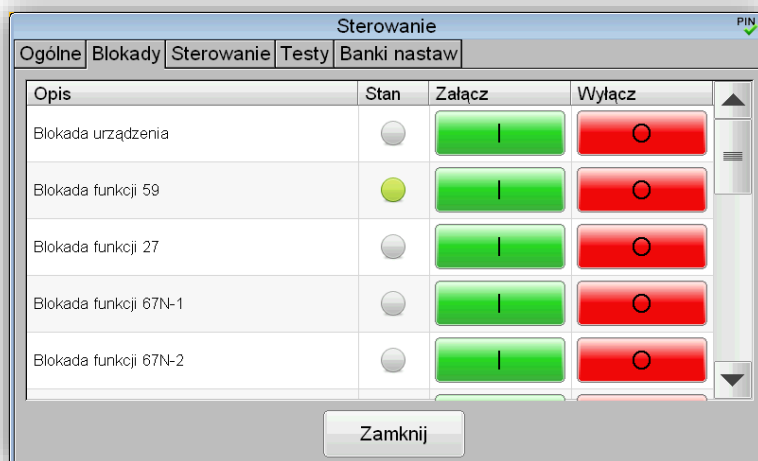 Sterowanie
PIN
Ogólne Blokady Sterowanie Testy Banki nastaw
Opis Stan Załącz Wyłącz
Blokada urządzenia I O
Blokada funkcji 59 I O
Blokada funkcji 27 I O
Blokada funkcji 67N-1 I O
Blokada funkcji 67N-2 I O
Zamknij